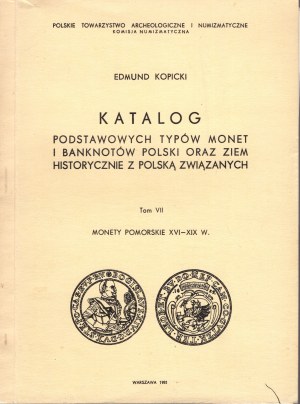 POLSKIE TOWARZYSTWO ARCHEOLOGICZNE I NUMIZMATYCZNE
KOMISJA NUMIZMATYCZNA
EDMUND KOPICKI
KATALOG
PODSTAWOWYCH TYPÓW MONET
I BANKNOTÓW POLSKI ORAZ ZIEM
HISTORYCZNIE Z POLSKĄ ZWIĄZANYCH
Tom VII
MONETY POMORSKIE XVI–XIX W.